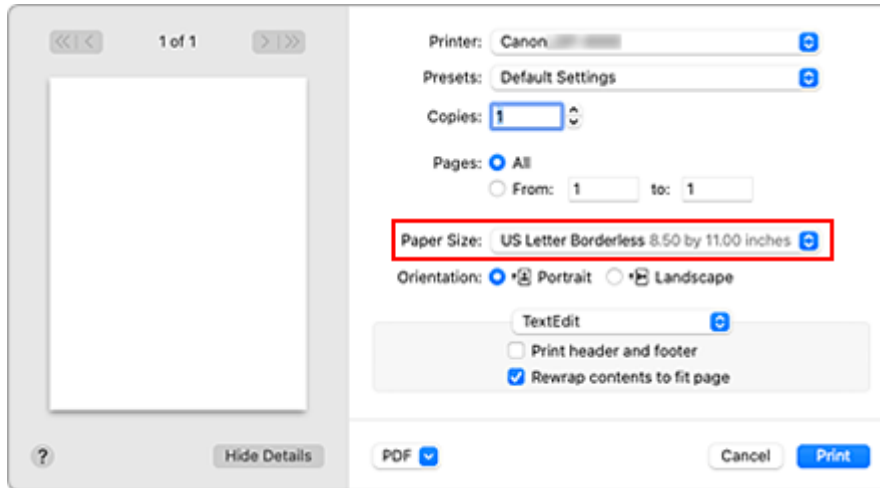 1 of 1
Printer: Canon
Presets: Default Settings
Copies: 1
Pages: All
From: 1 to: 1
Paper Size: US Letter Borderless 8.50 by 11.00 inches
Orientation: Portrait Landscape
TextEdit
Print header and footer
Rewrap contents to fit page
? Hide Details PDF Cancel Print